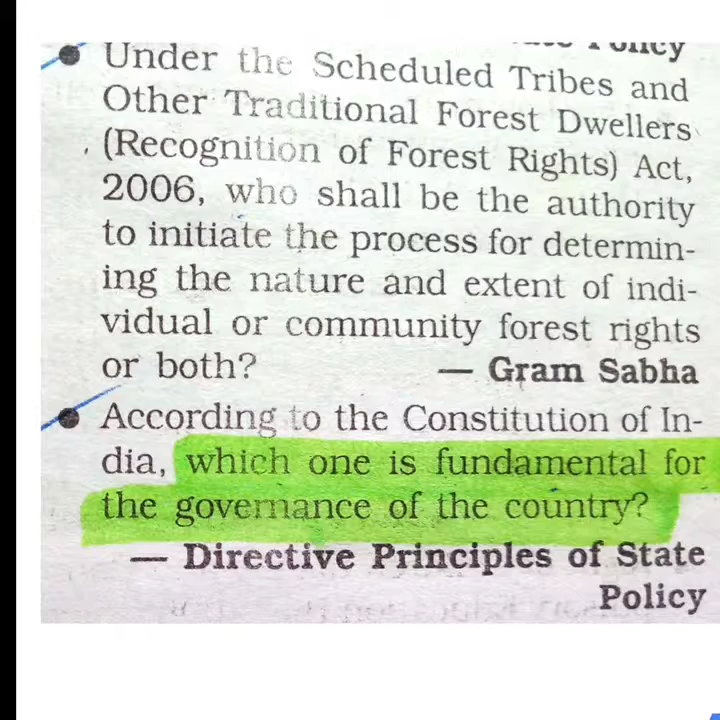 Policy
● Under the Scheduled Tribes and
Other Traditional Forest Dwellers
(Recognition of Forest Rights) Act,
2006, who shall be the authority
to initiate the process for determin-
ing the nature and extent of indi-
vidual or community forest rights
or both? — Gram Sabha
● According to the Constitution of In-
dia, which one is fundamental for
the governance of the country?
— Directive Principles of State
Policy